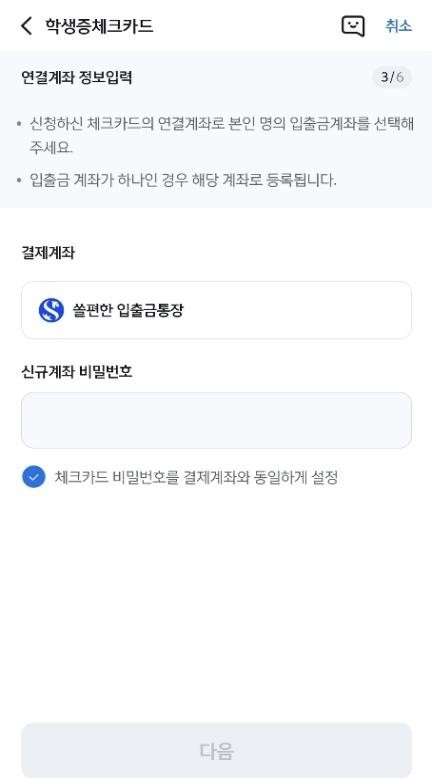 학생증체크카드
취소
연결계좌 정보입력
3/6
• 신청하신 체크카드의 연결계좌로 본인 명의 입출금계좌를 선택해
주세요.
• 입출금 계좌가 하나인 경우 해당 계좌로 등록됩니다.
결제계좌
쏠편한 입출금통장
신규계좌 비밀번호
체크카드 비밀번호를 결제계좌와 동일하게 설정
다음